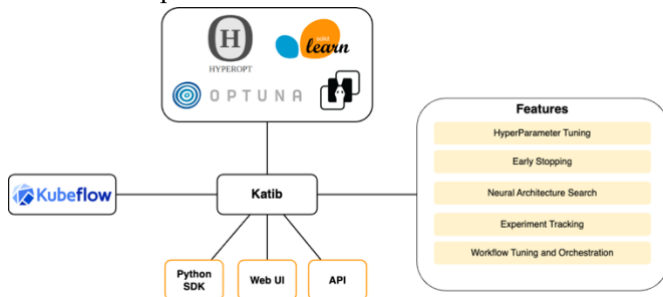 H
HYPEROPT
scikit
learn
OPTUNA
Features
HyperParameter Tuning
Early Stopping
Neural Architecture Search
Experiment Tracking
Workflow Tuning and Orchestration
Kubeflow
Katib
Python
SDK
Web UI
API